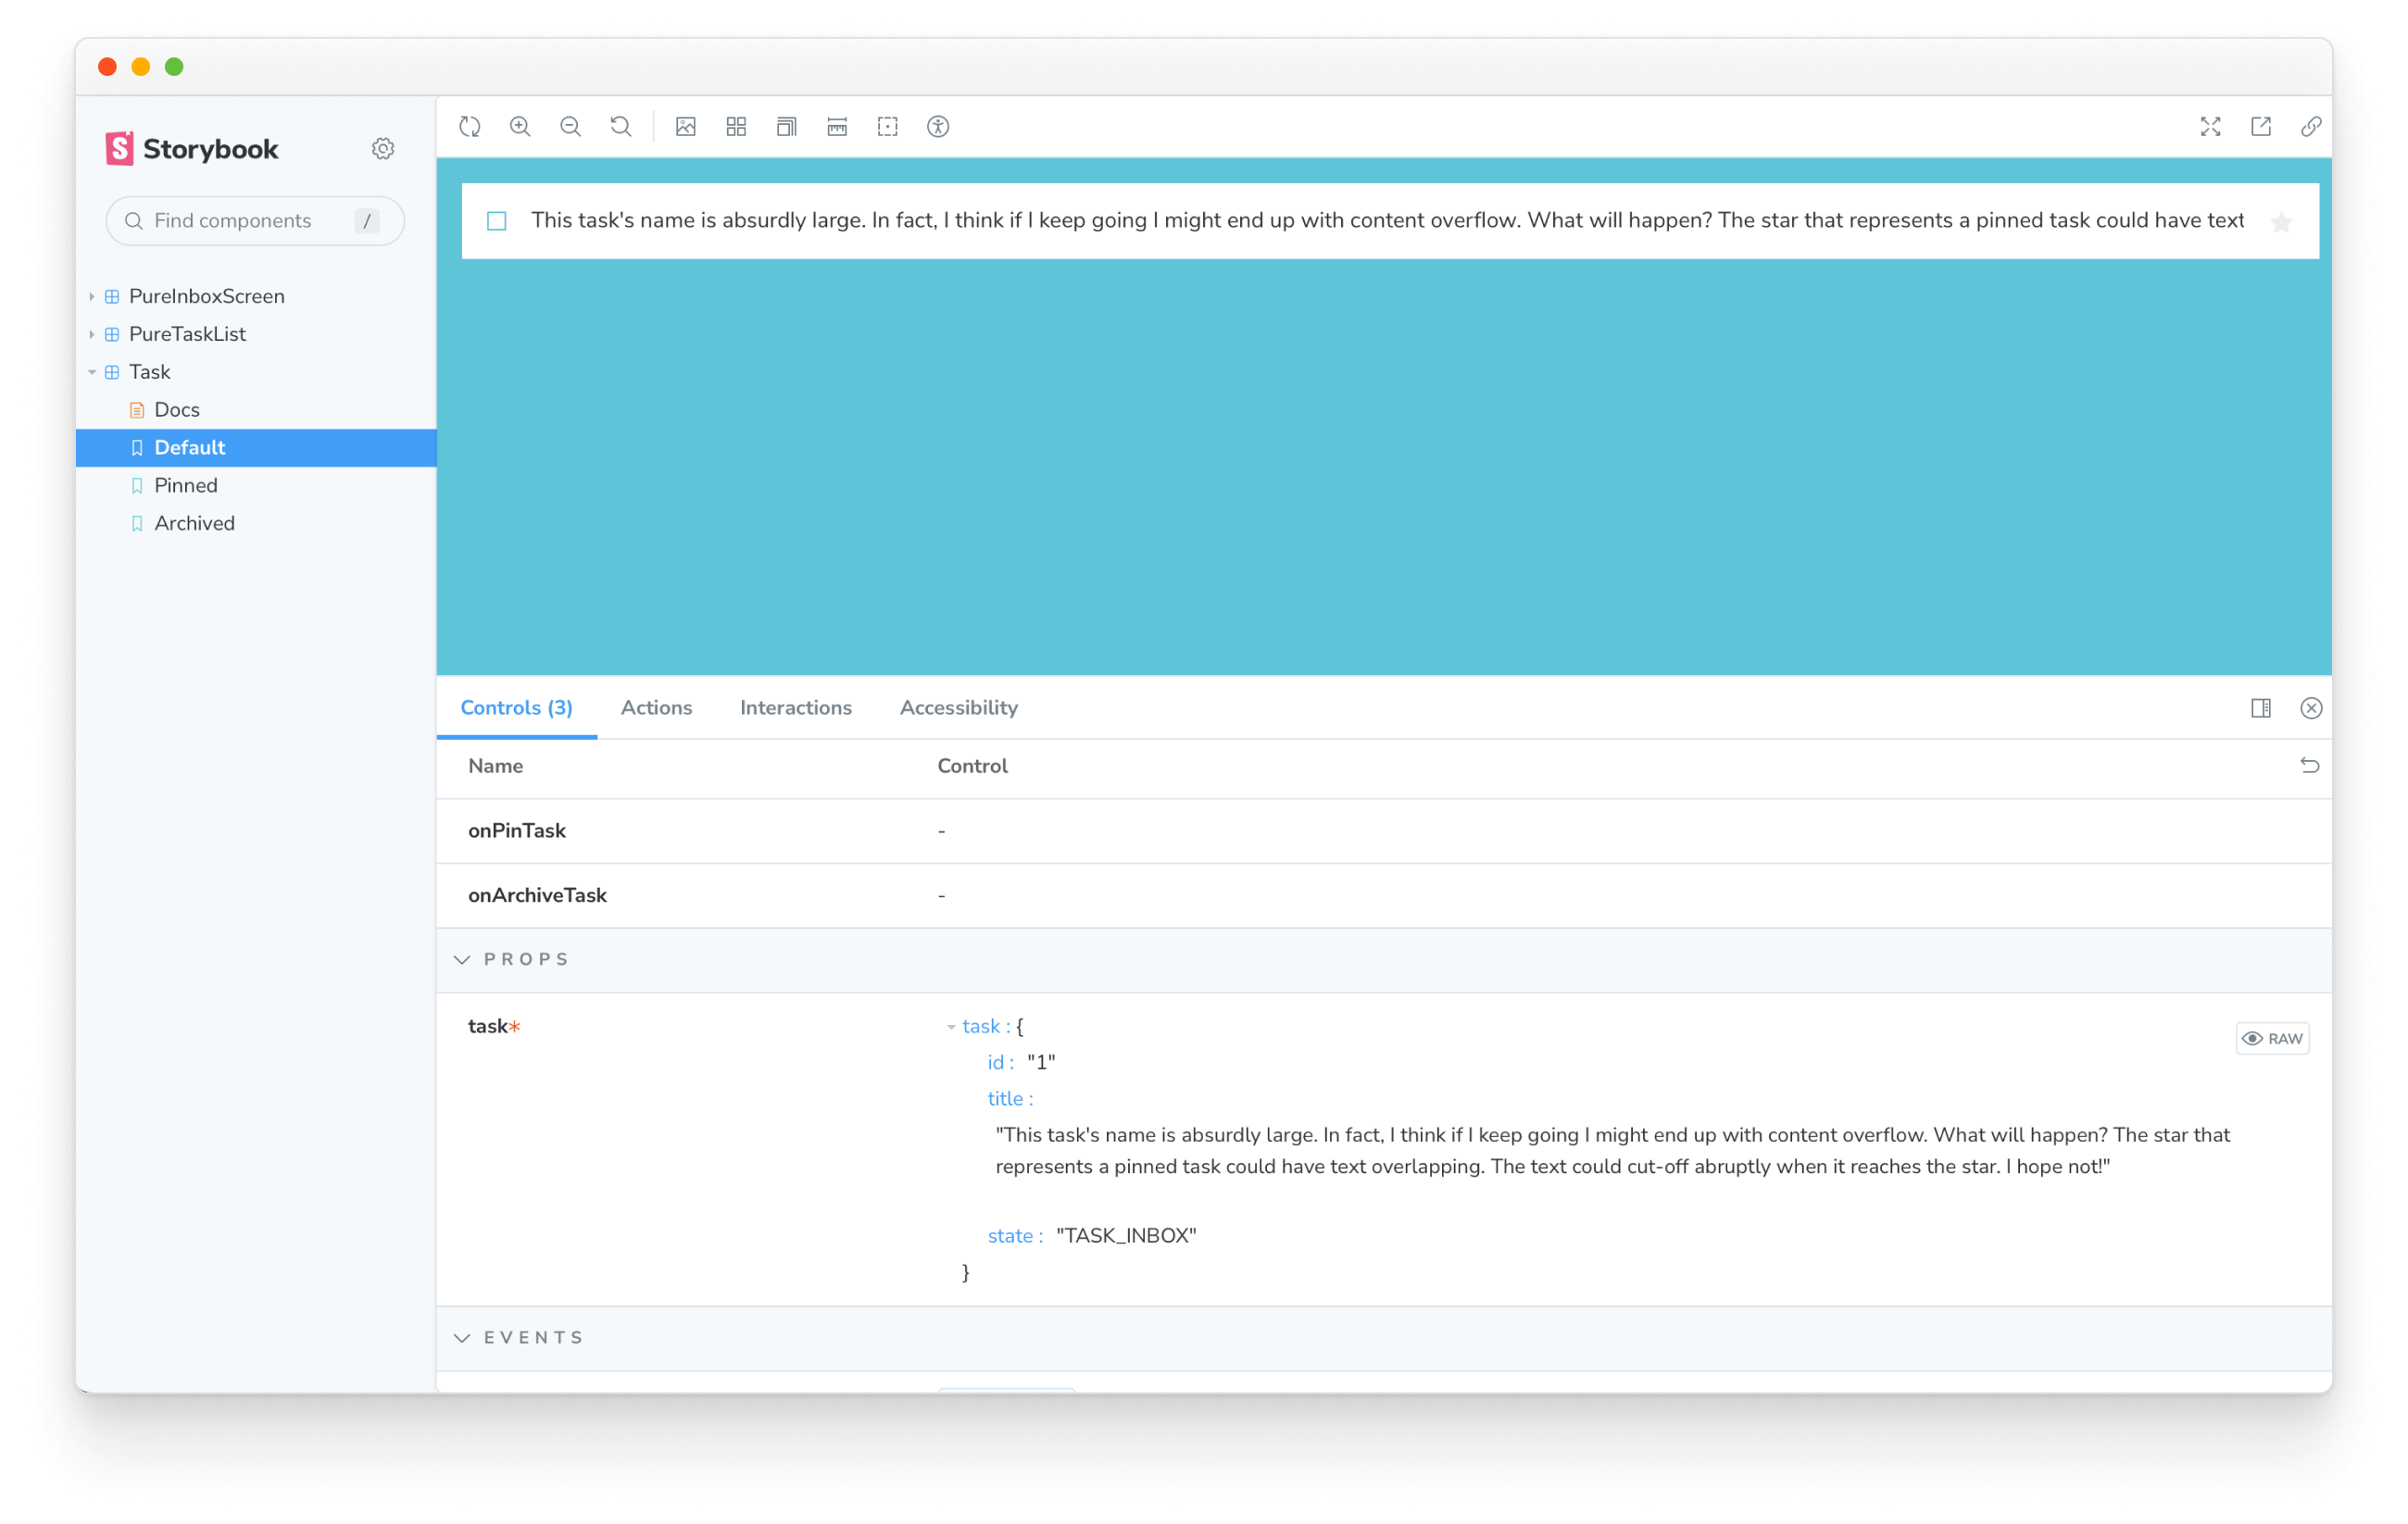 Storybook
Find components
/
PureInboxScreen
PureTaskList
Task
Docs
Default
Pinned
Archived
This task's name is absurdly large. In fact, I think if I keep going I might end up with content overflow. What will happen? The star that represents a pinned task could have text
Controls (3)
Actions
Interactions
Accessibility
Name
Control
onPinTask
-
onArchiveTask
-
PROPS
task*
task : {
RAW
id : "1"
title :
"This task's name is absurdly large. In fact, I think if I keep going I might end up with content overflow. What will happen? The star that
represents a pinned task could have text overlapping. The text could cut-off abruptly when it reaches the star. I hope not!"
state : "TASK_INBOX"
}
EVENTS